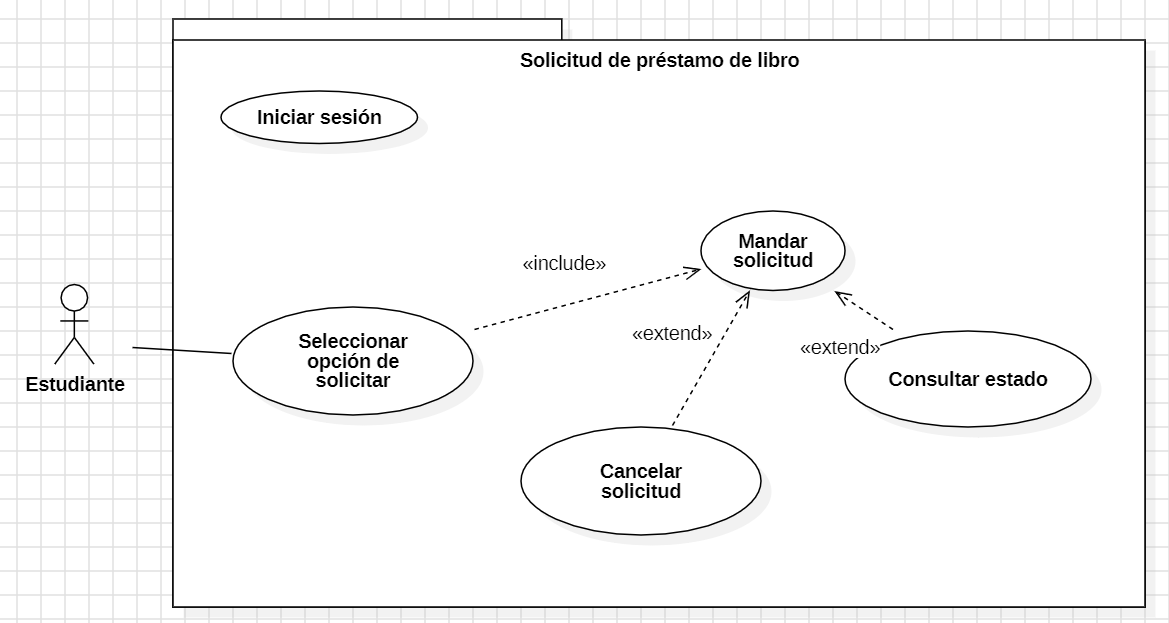 Solicitud de préstamo de libro
Iniciar sesión
Mandar
solicitud
«include»
«extend»
«extend»
Seleccionar
opción de
solicitar
Estudiante
Consultar estado
Cancelar
solicitud